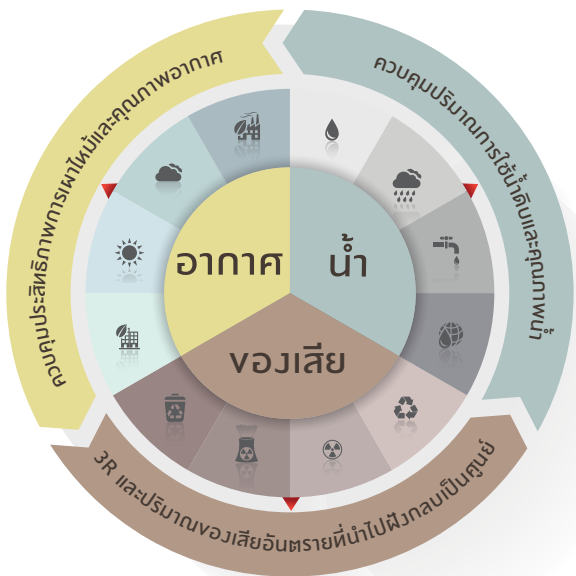 ควบคุมประสิทธิภาพการเผาไหม้และคุณภาพอากาศ
ควบคุมปริมาณการใช้น้ำดิบและคุณภาพน้ำ
อากาศ
น้ำ
ของเสีย
3R และปริมาณของเสียอันตรายที่นำไปฝังกลบเป็นศูนย์